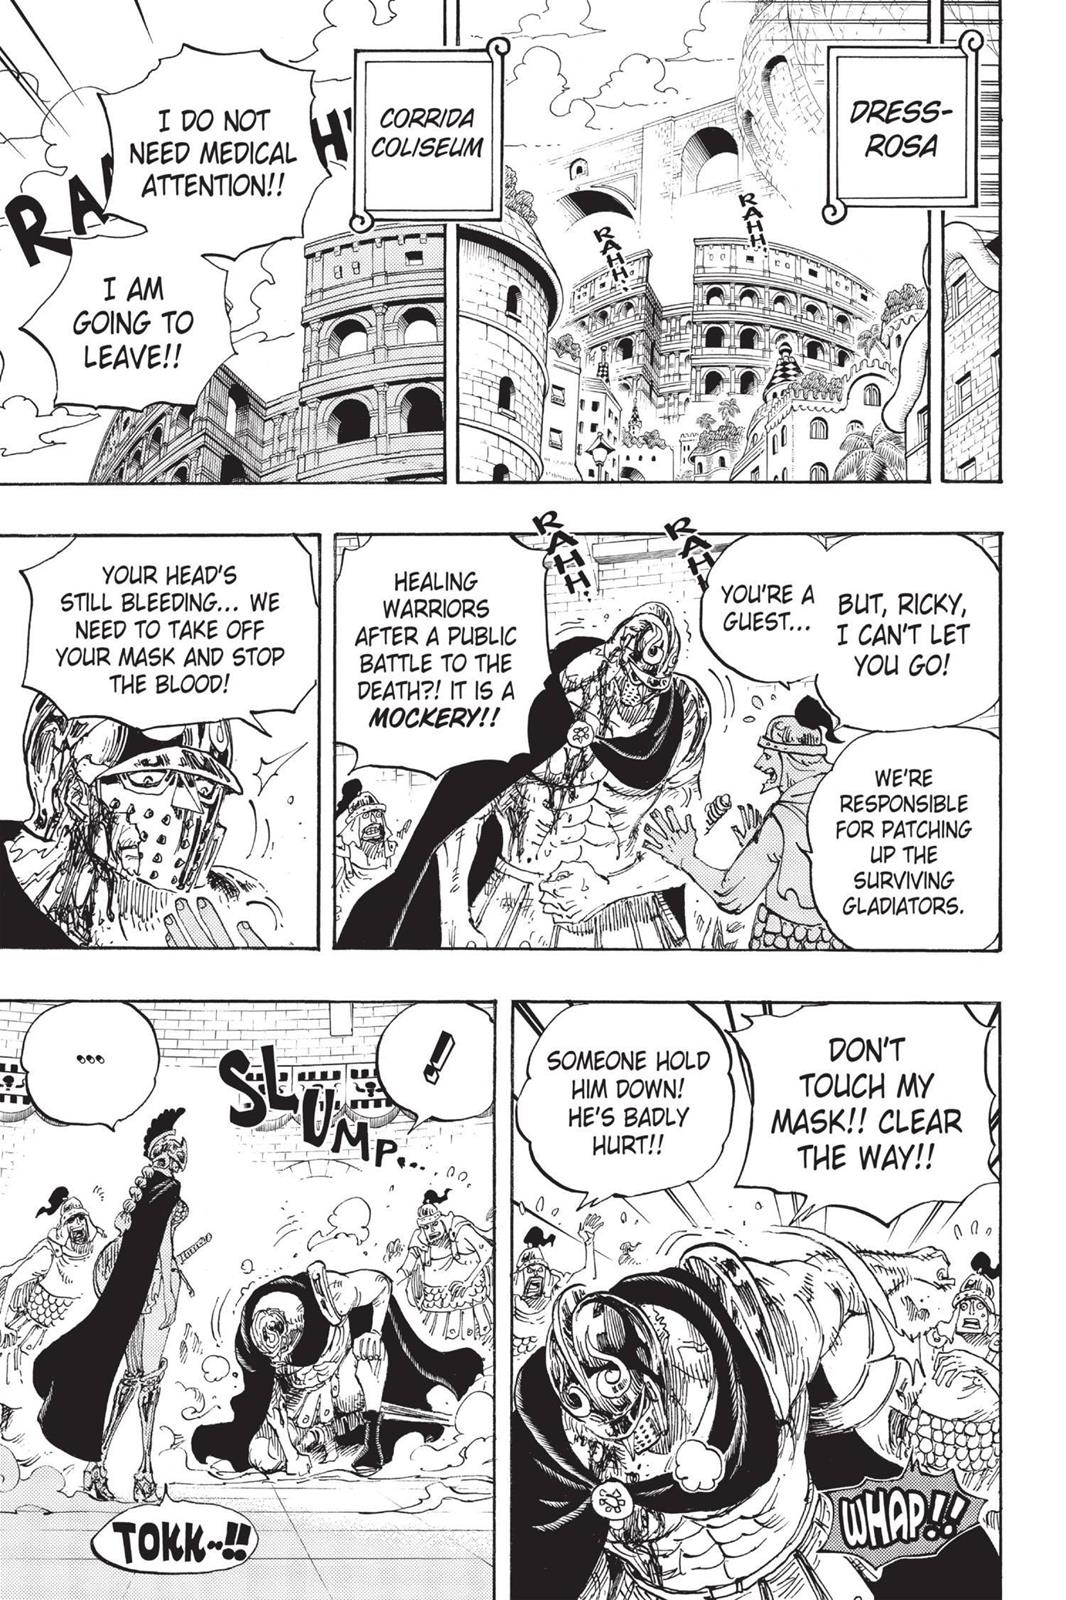 DRESS-
ROSA
RAHH!
RAHH!
CORRIDA
COLISEUM
I DO NOT
NEED MEDICAL
ATTENTION!!
I AM
GOING TO
LEAVE!!
BUT, RICKY,
I CAN'T LET
YOU GO!
YOU'RE A
GUEST...
WE'RE
RESPONSIBLE
FOR PATCHING
UP THE
SURVIVING
GLADIATORS.
RAHH!
RAHH!
HEALING
WARRIORS
AFTER A PUBLIC
BATTLE TO THE
DEATH?! IT IS A
MOCKERY!!
YOUR HEAD'S
STILL BLEEDING... WE
NEED TO TAKE OFF
YOUR MASK AND STOP
THE BLOOD!
DON'T
TOUCH MY
MASK!! CLEAR
THE WAY!!
SOMEONE HOLD
HIM DOWN!
HE'S BADLY
HURT!!
WHAP!!
!
SLUMP...
...
TOKK..!!